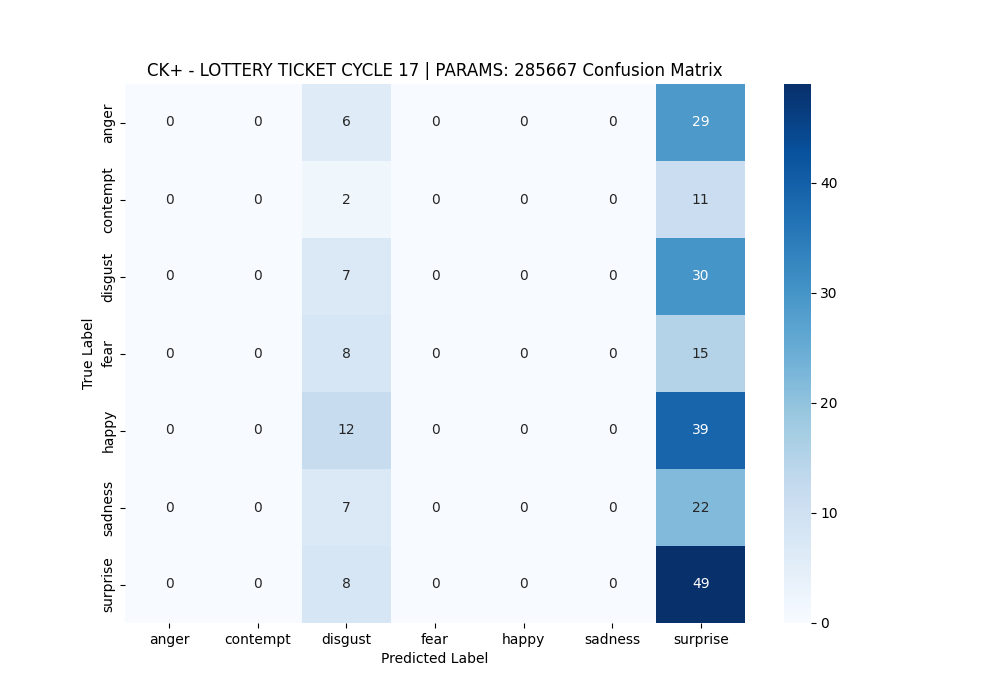 CK+ - LOTTERY TICKET CYCLE 17 | PARAMS: 285667 Confusion Matrix
True Label
anger 0 0 6 0 0 0 29
contempt 0 0 2 0 0 0 11
disgust 0 0 7 0 0 0 30
fear 0 0 8 0 0 0 15
happy 0 0 12 0 0 0 39
sadness 0 0 7 0 0 0 22
surprise 0 0 8 0 0 0 49
anger contempt disgust fear happy sadness surprise
Predicted Label
40
30
20
10
0